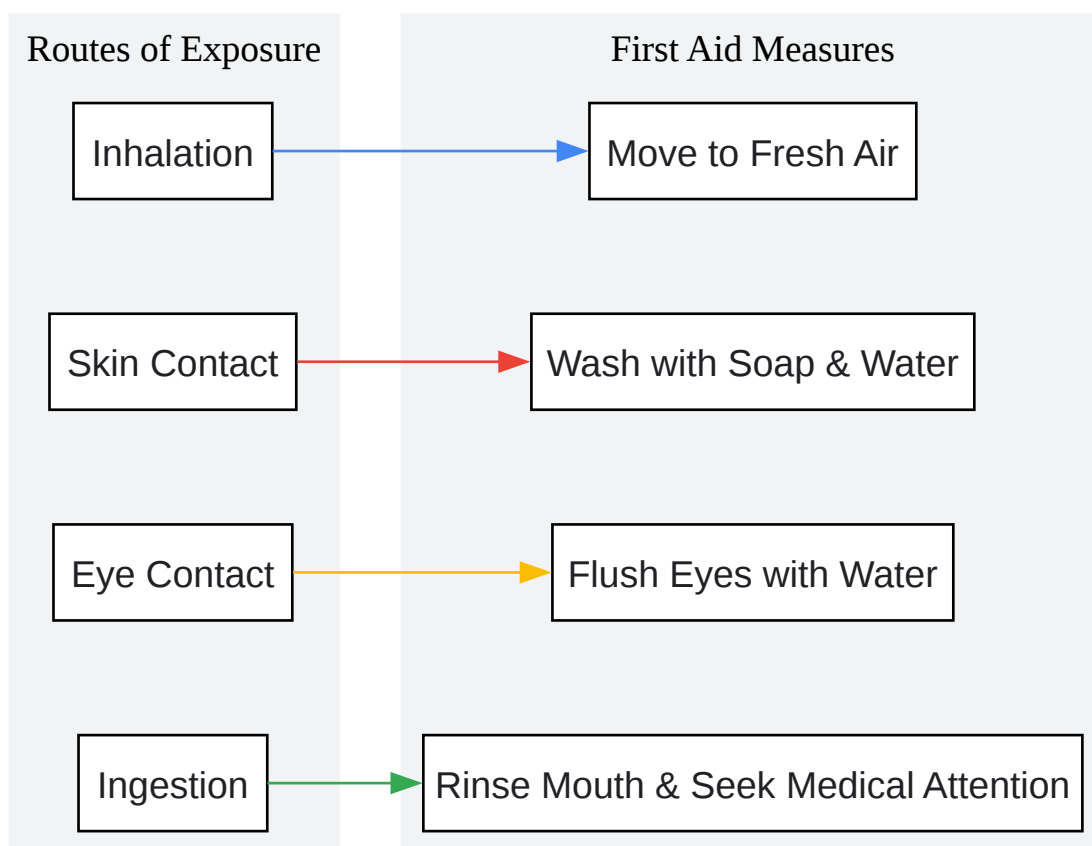 Routes of Exposure
First Aid Measures
Inhalation
Move to Fresh Air
Skin Contact
Wash with Soap & Water
Eye Contact
Flush Eyes with Water
Ingestion
Rinse Mouth & Seek Medical Attention